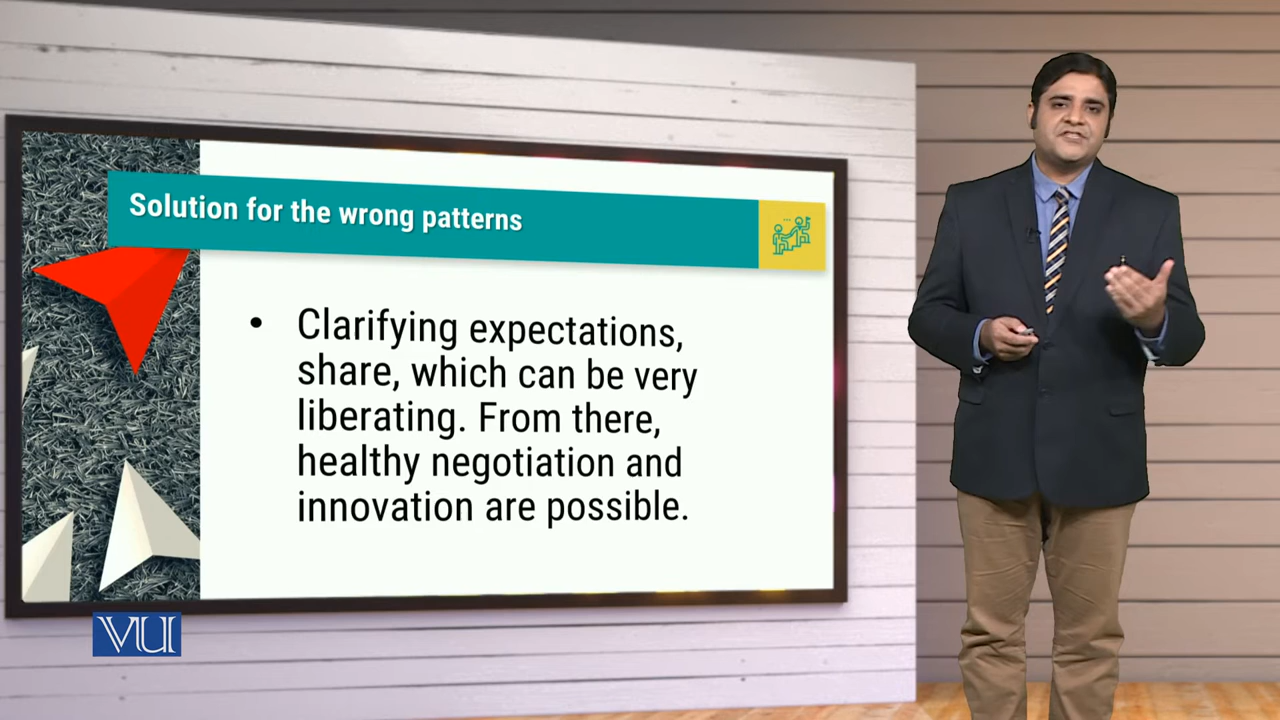 Solution for the wrong patterns
• Clarifying expectations,
share, which can be very
liberating. From there,
healthy negotiation and
innovation are possible.
VU